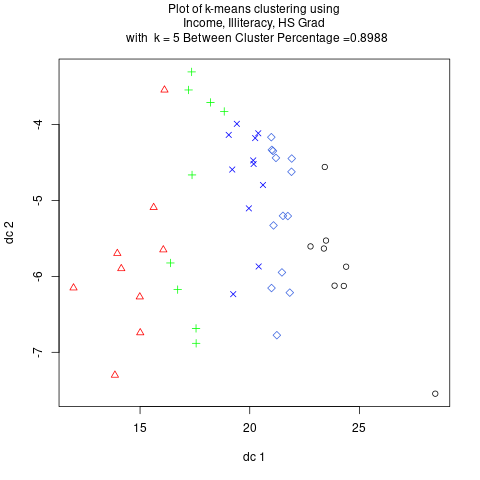 Plot of k-means clustering using
Income, Illiteracy, HS Grad
with k = 5 Between Cluster Percentage =0.8988
dc 2
-4
-5
-6
-7
15 20 25
dc 1